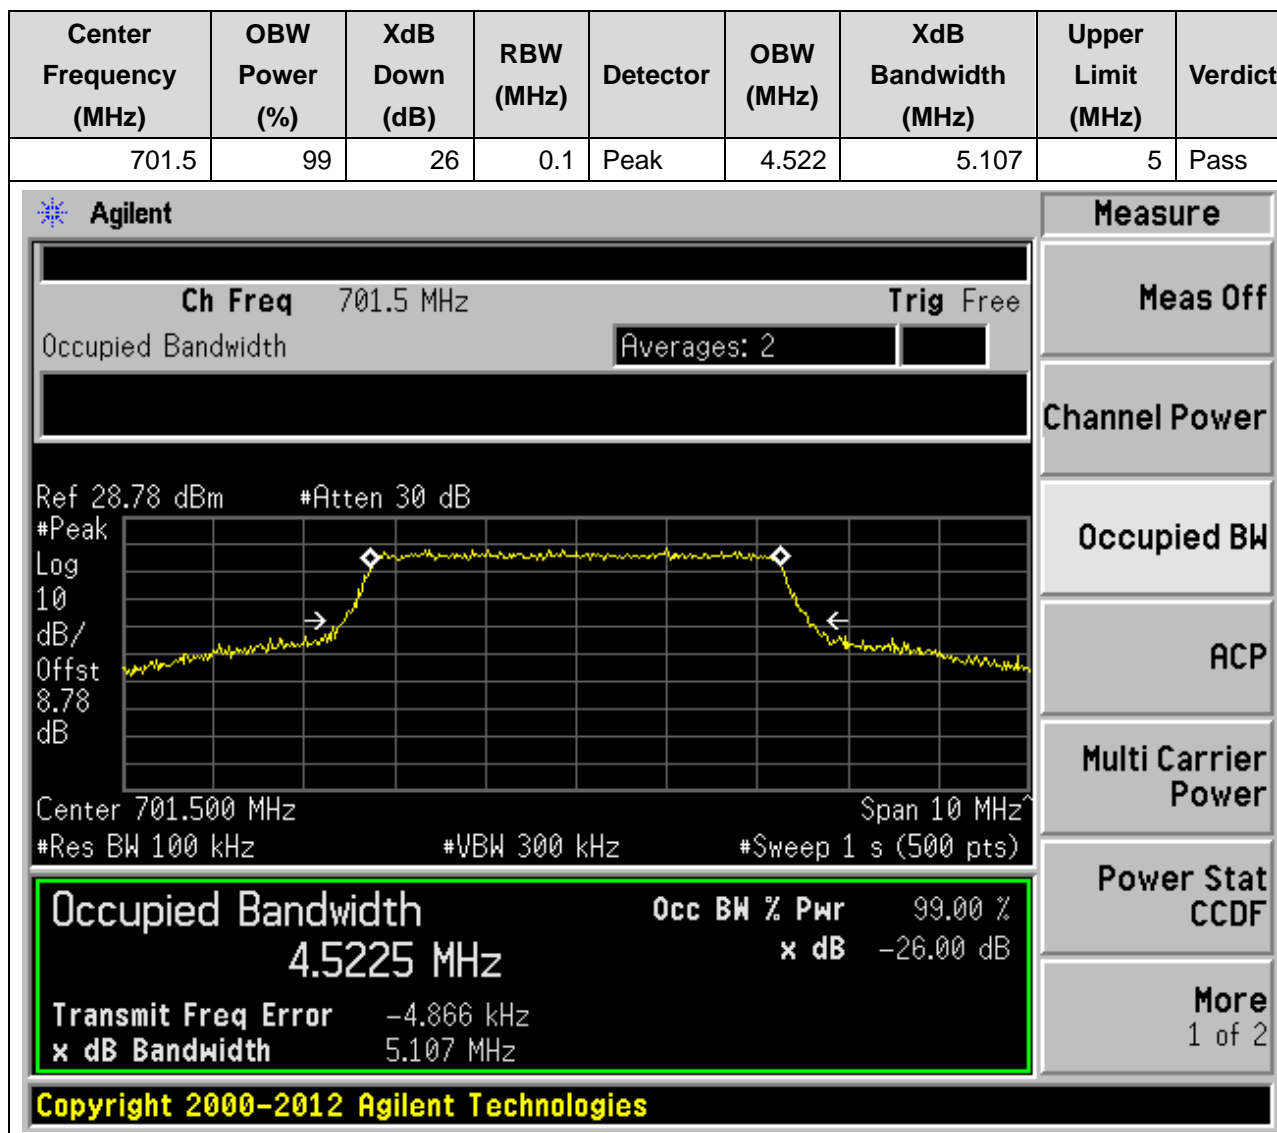 Center Frequency (MHz) OBW Power (%) XdB Down (dB) RBW (MHz) Detector OBW (MHz) XdB Bandwidth (MHz) Upper Limit (MHz) Verdict
701.5 99 26 0.1 Peak 4.522 5.107 5 Pass
Agilent
Ch Freq 701.5 MHz Trig Free
Occupied Bandwidth Averages: 2
Ref 28.78 dBm #Atten 30 dB
#Peak
Log
10
dB/
Offst
8.78
dB
Center 701.500 MHz Span 10 MHz^
#Res BW 100 kHz #VBW 300 kHz #Sweep 1 s (500 pts)
Occupied Bandwidth Occ BW % Pwr 99.00 %
4.5225 MHz x dB -26.00 dB
Transmit Freq Error -4.866 kHz
x dB Bandwidth 5.107 MHz
Copyright 2000-2012 Agilent Technologies
Measure
Meas Off
Channel Power
Occupied BW
ACP
Multi Carrier
Power
Power Stat
CCDF
More
1 of 2